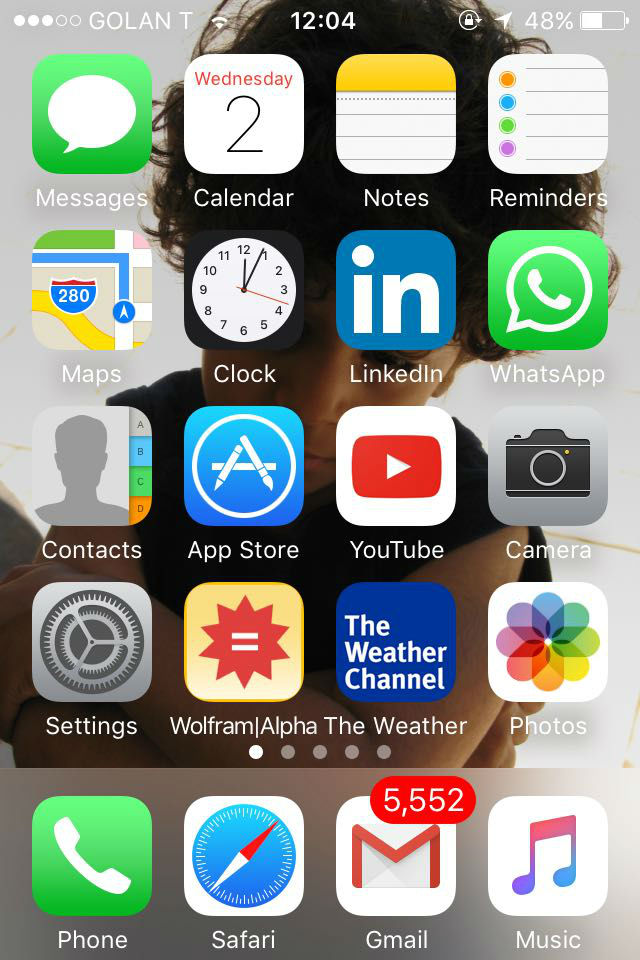 GOLAN T 12:04 48%
Wednesday
2
Messages Calendar Notes Reminders
280
12
11 1
10 2
9 3
8 4
7 5
6
in
Maps Clock LinkedIn WhatsApp
A
B
C
D
Contacts App Store YouTube Camera
The
Weather
Channel
Settings Wolfram|Alpha The Weather Photos
5,552
Phone Safari Gmail Music